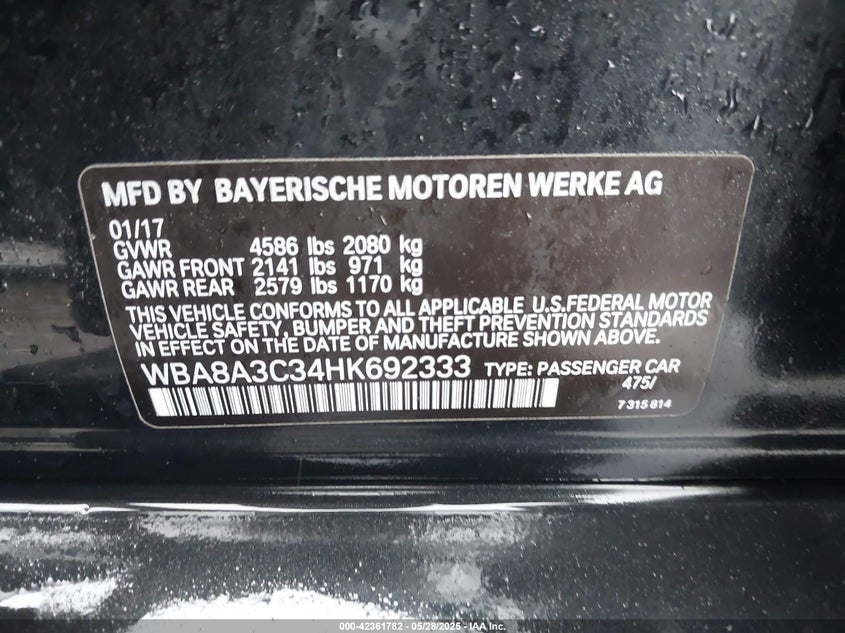 MFD BY BAYERISCHE MOTOREN WERKE AG
01/17
GVWR 4586 lbs 2080 kg
GAWR FRONT 2141 lbs 971 kg
GAWR REAR 2579 lbs 1170 kg
THIS VEHICLE CONFORMS TO ALL APPLICABLE U.S.FEDERAL MOTOR
VEHICLE SAFETY, BUMPER AND THEFT PREVENTION STANDARDS
IN EFFECT ON THE DATE OF MANUFACTURE SHOWN ABOVE.
WBA8A3C34HK692333 TYPE: PASSENGER CAR
475/
7315814
000-42361782 — 05/28/2025 — IAA Inc.